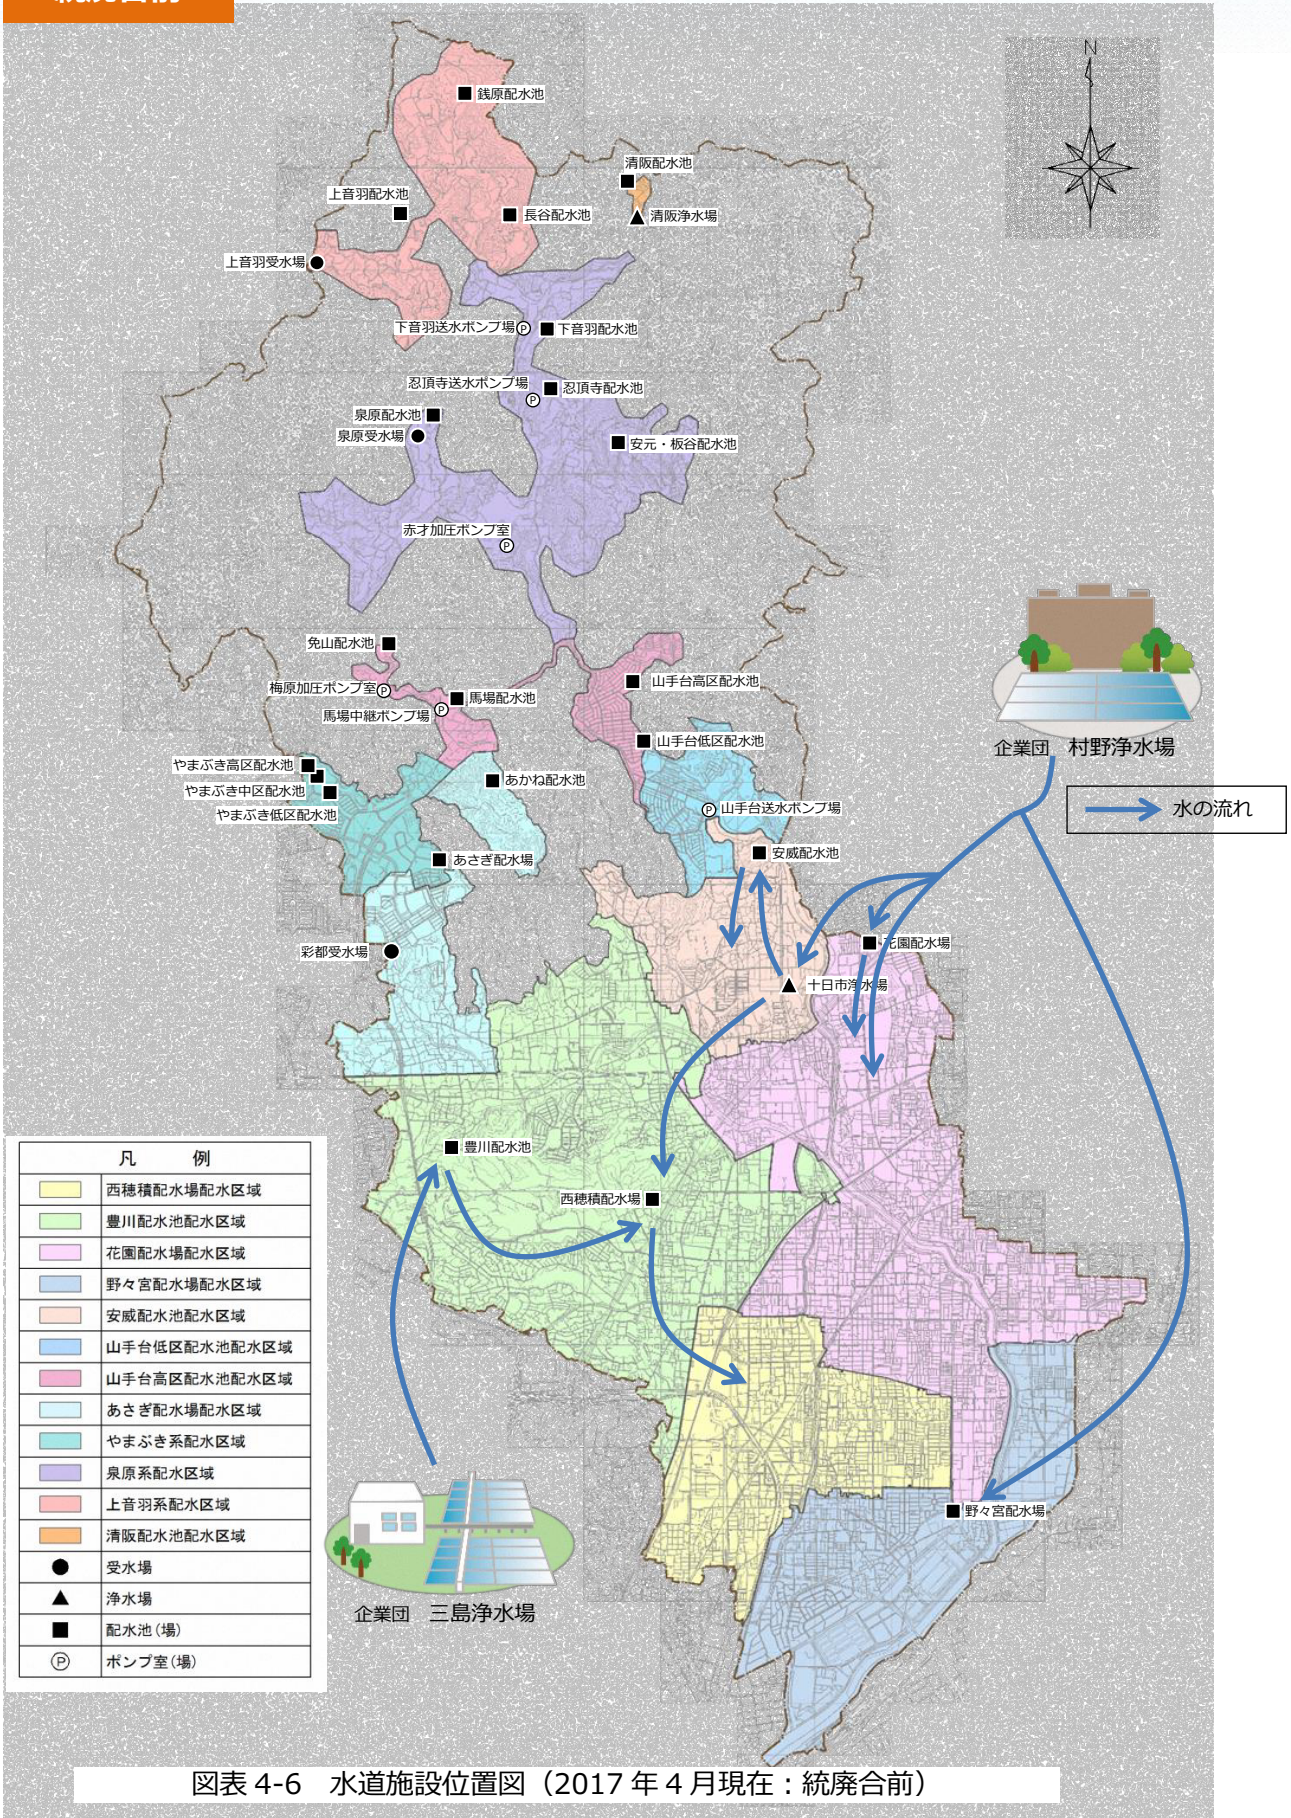 統廃合前
N
銭原配水池
清阪配水池
上音羽配水池
長谷配水池
清阪浄水場
上音羽受水場
下音羽送水ポンプ場
P
下音羽配水池
忍頂寺送水ポンプ場
P
忍頂寺配水池
泉原配水池
泉原受水場
安元・板谷配水池
赤才加圧ポンプ室
P
免山配水池
梅原加圧ポンプ室
P
馬場配水池
馬場中継ポンプ場
P
山手台高区配水池
山手台低区配水池
企業団 村野浄水場
やまぶき高区配水池
やまぶき中区配水池
やまぶき低区配水池
あかね配水池
P
山手台送水ポンプ場
水の流れ
あさぎ配水場
安威配水池
彩都受水場
花園配水場
十日市浄水場
豊川配水池
西穂積配水場
野々宮配水場
企業団 三島浄水場
凡 例
西穂積配水場配水区域
豊川配水池配水区域
花園配水場配水区域
野々宮配水場配水区域
安威配水池配水区域
山手台低区配水池配水区域
山手台高区配水池配水区域
あさぎ配水場配水区域
やまぶき系配水区域
泉原系配水区域
上音羽系配水区域
清阪配水池配水区域
受水場
浄水場
配水池(場)
P ポンプ室(場)
図表 4-6 水道施設位置図（2017 年 4 月現在：統廃合前）